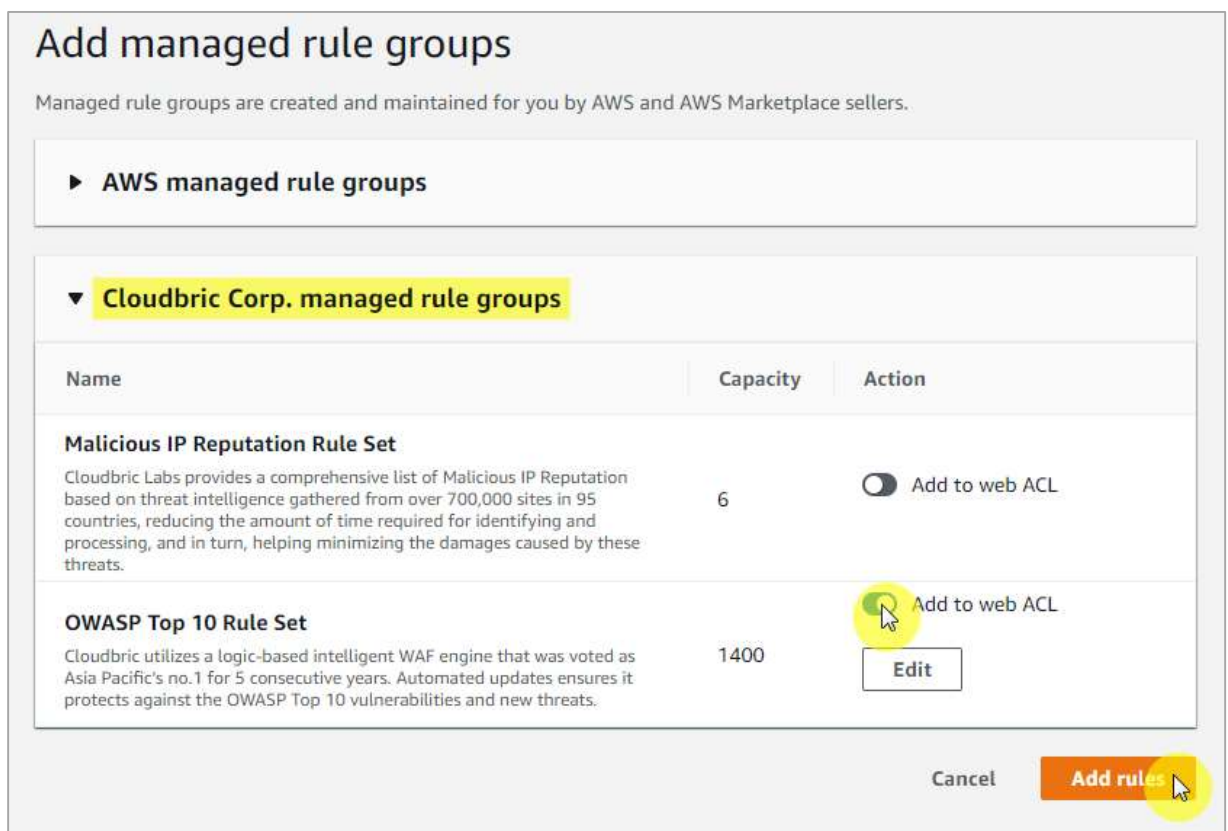 Add managed rule groups
Managed rule groups are created and maintained for you by AWS and AWS Marketplace sellers.
AWS managed rule groups
Cloudbric Corp. managed rule groups
Name Capacity Action
Malicious IP Reputation Rule Set
Cloudbric Labs provides a comprehensive list of Malicious IP Reputation
based on threat intelligence gathered from over 700,000 sites in 95
countries, reducing the amount of time required for identifying and
processing, and in turn, helping minimizing the damages caused by these
threats.
6
Add to web ACL
OWASP Top 10 Rule Set
Cloudbric utilizes a logic-based intelligent WAF engine that was voted as
Asia Pacific's no.1 for 5 consecutive years. Automated updates ensures it
protects against the OWASP Top 10 vulnerabilities and new threats.
1400
Add to web ACL
Edit
Cancel Add rules